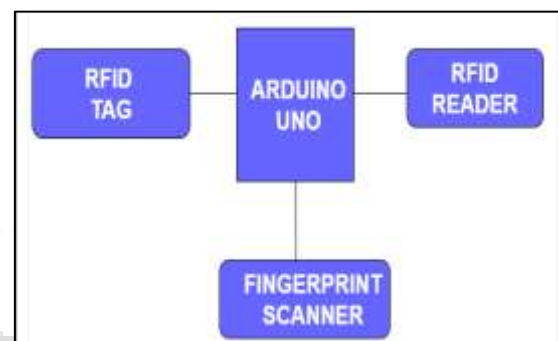 RFID
TAG
ARDUINO
UNO
RFID
READER
FINGERPRINT
SCANNER